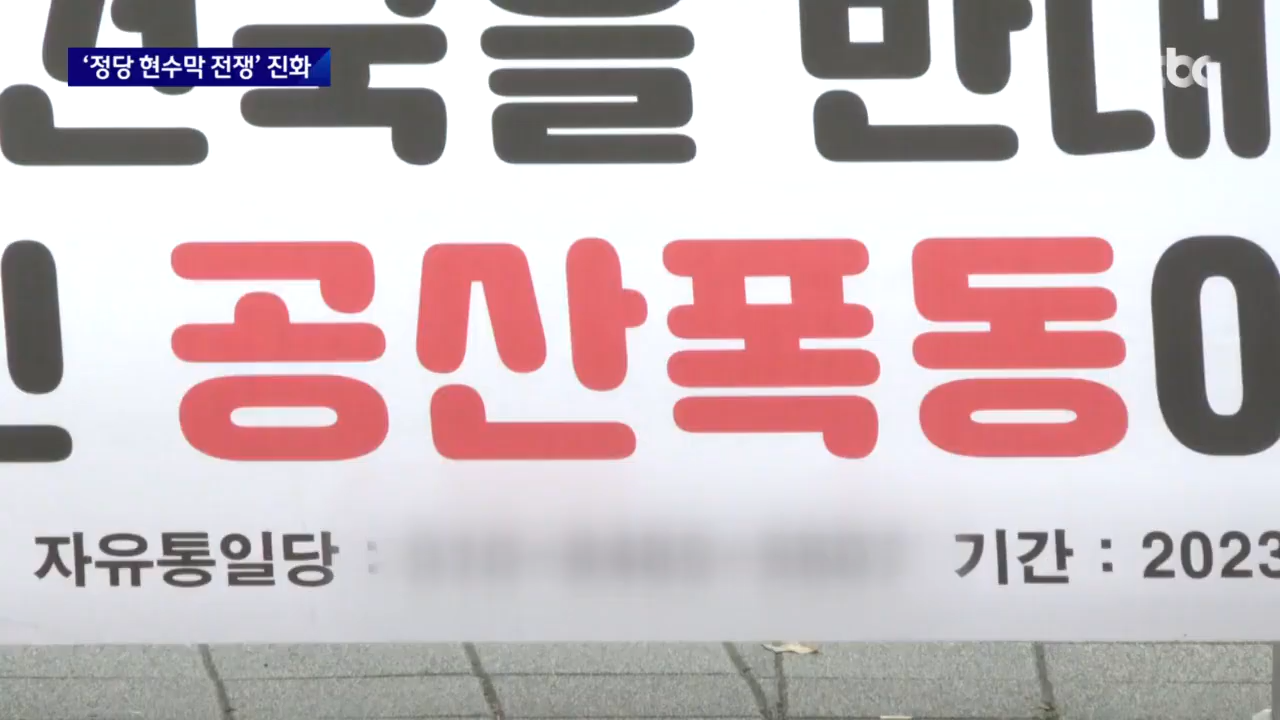 ‘정당 현수막 전쟁’ 진화
건국을 반대
공산폭동이
자유통일당 :
기간 : 2023